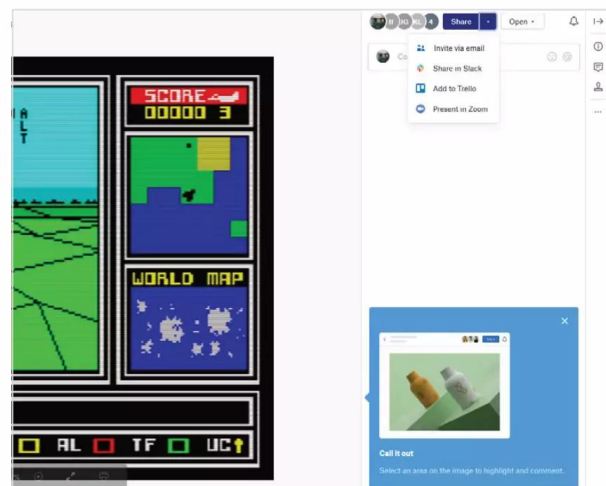 Share
Open
Invite via email
Share in Slack
Add to Trello
Present in Zoom
SCORE
00000 3
A
L
T
WORLD MAP
AL TF UC
Call it out
Select an area on the image to highlight and comment.